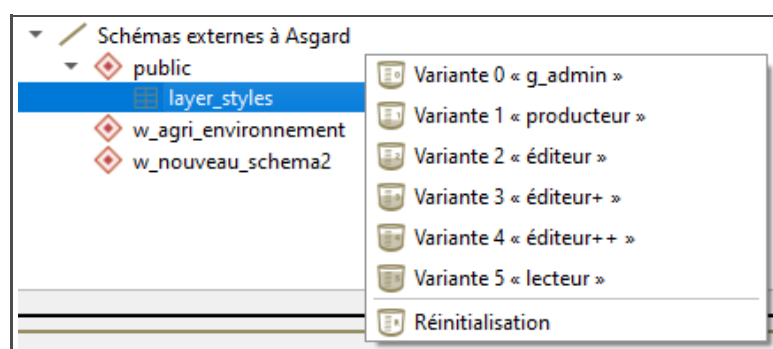 Schémas externes à Asgard
public
layer_styles
w_agri_environnement
w_nouveau_schema2
Variante 0 « g_admin »
Variante 1 « producteur »
Variante 2 « éditeur »
Variante 3 « éditeur+ »
Variante 4 « éditeur++ »
Variante 5 « lecteur »
Réinitialisation